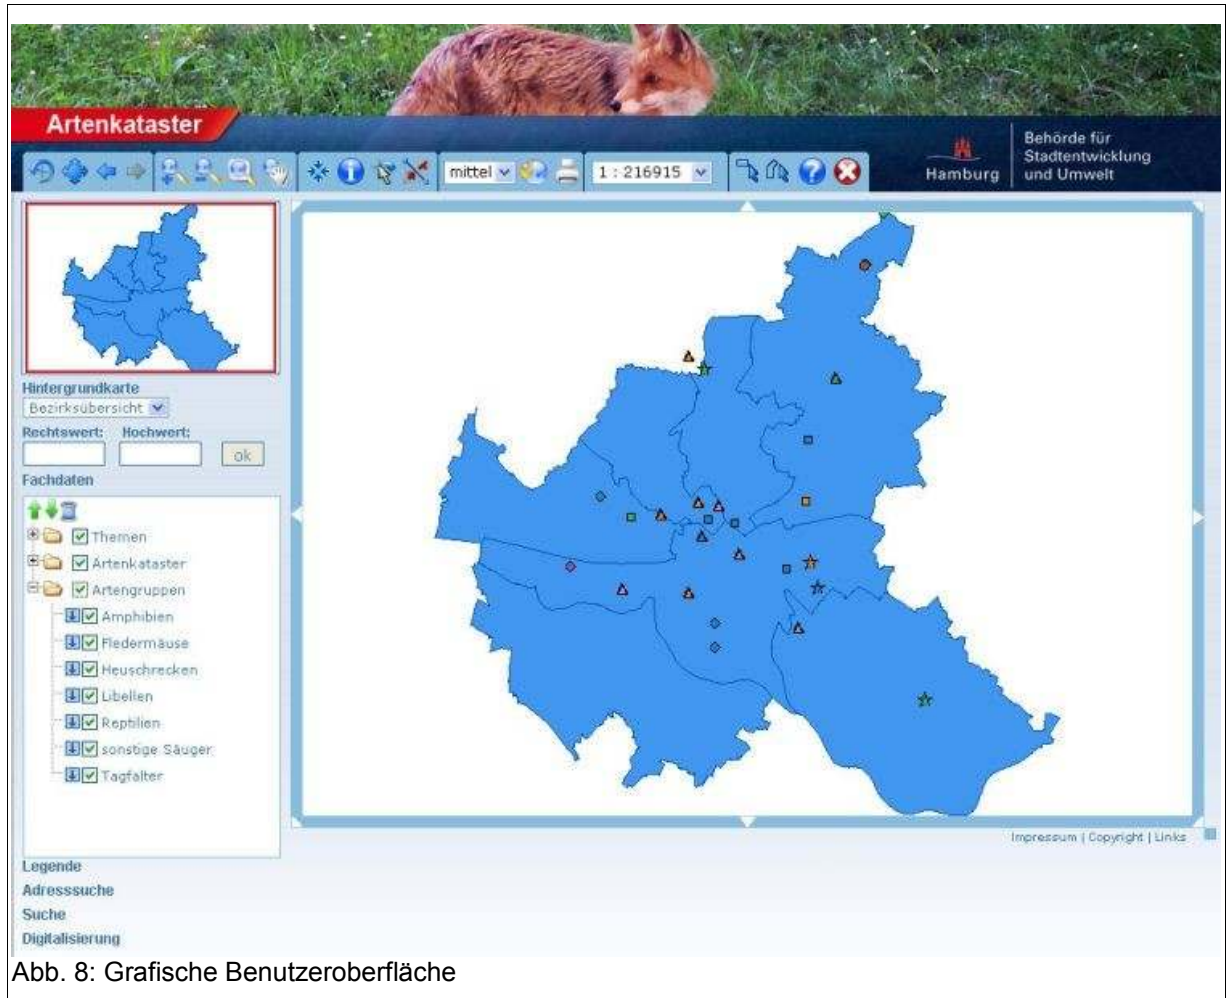 Artenkataster
Behörde für
Stadtentwicklung
und Umwelt
Hamburg
mittel
1 : 216915
Hintergrundkarte
Bezirksübersicht
Rechtswert: Hochwert:
ok
Fachdaten
Themen
Artenkataster
Artengruppen
Amphibien
Fledermäuse
Heuschrecken
Libellen
Reptilien
sonstige Säuger
Tagfalter
Impressum | Copyright | Links
Legende
Adresssuche
Suche
Digitalisierung
Abb. 8: Grafische Benutzeroberfläche